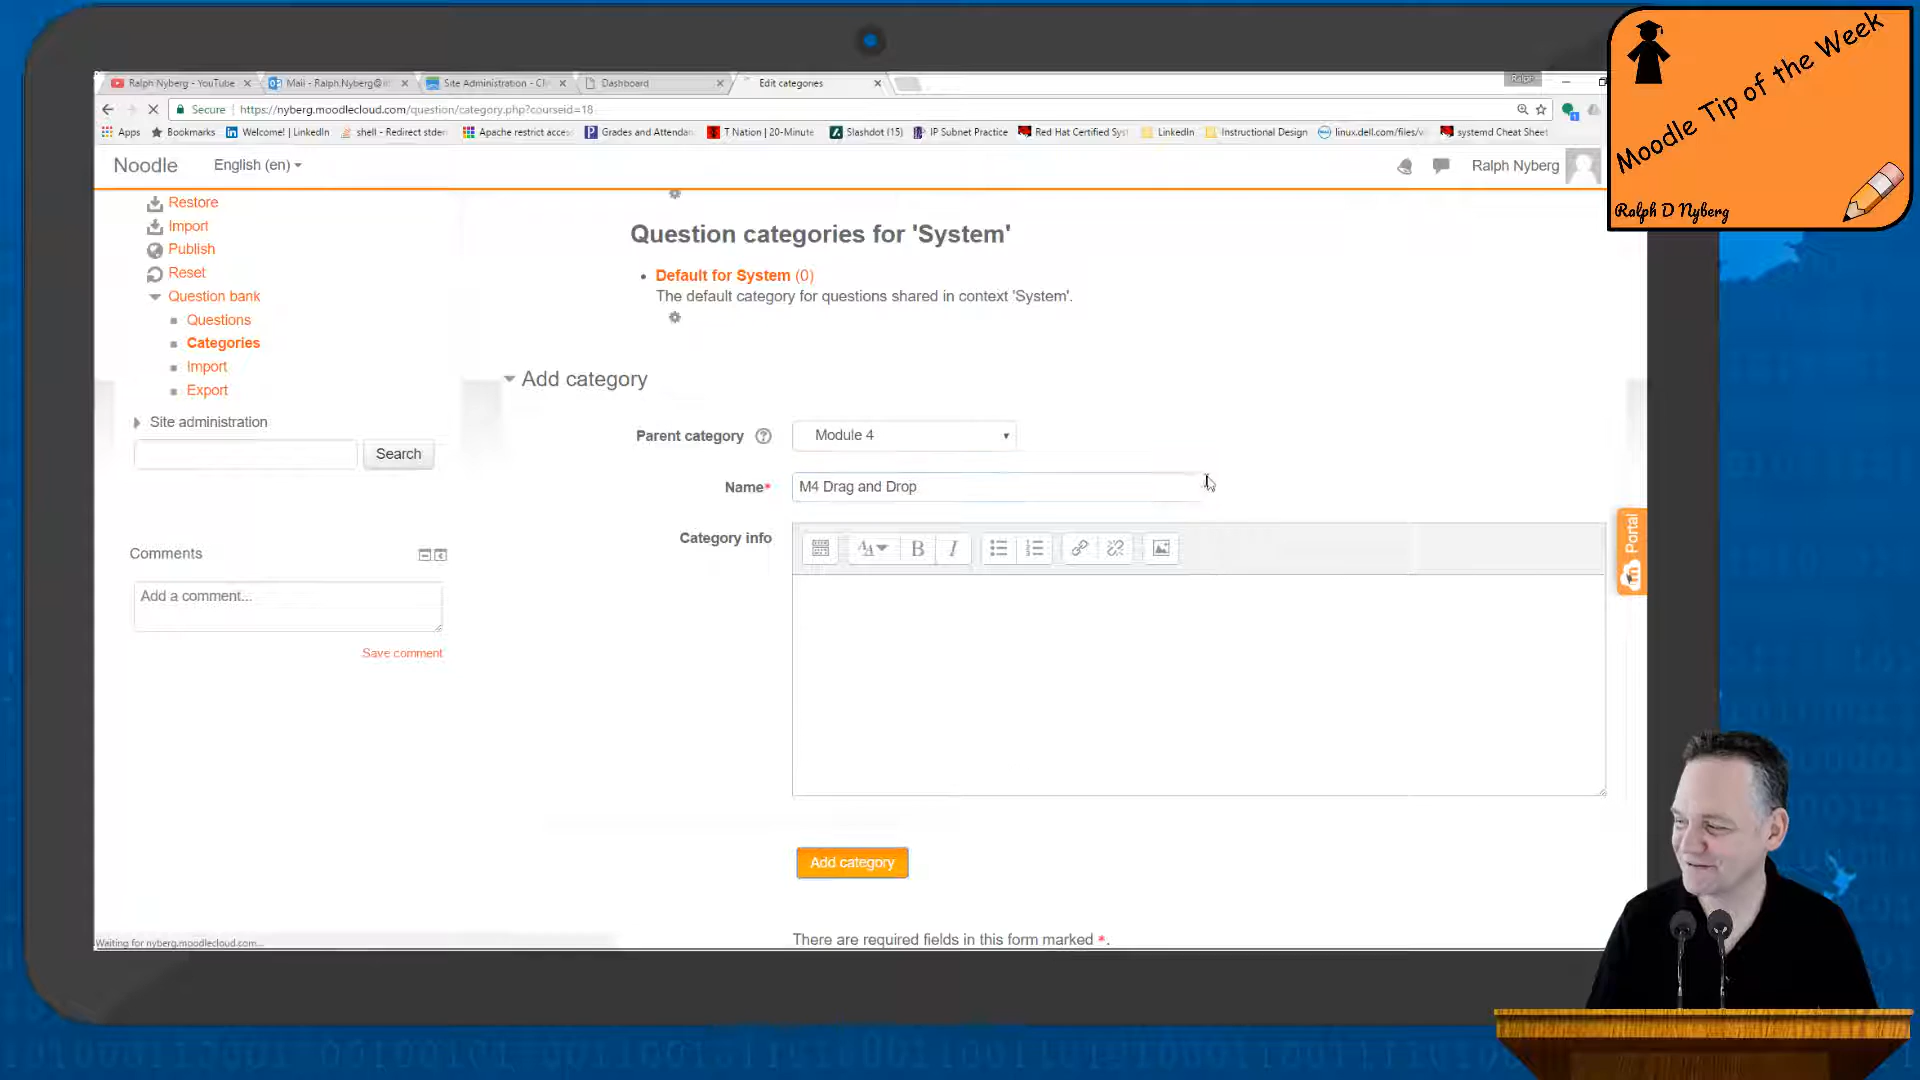 Moodle Tip of the Week
Ralph D Nyberg
Ralph Nyberg - YouTube
Mail - Ralph.Nyberg@
Site Administration - Cl
Dashboard
Edit categories
Ralph
Secure
https://nyberg.moodlecloud.com/question/category.php?courseid=18
Apps
Bookmarks
Welcome! | LinkedIn
shell - Redirect stderr
Apache restrict acces
Grades and Attendan
T Nation | 20-Minute
Slashdot (15)
IP Subnet Practice
Red Hat Certified Sys
LinkedIn
Instructional Design
linux.dell.com/files/
systemd Cheat Sheet
Noodle
English (en)
Ralph Nyberg
Restore
Import
Publish
Reset
Question bank
Questions
Categories
Import
Export
Site administration
Search
Comments
Add a comment...
Save comment
Question categories for 'System'
Default for System (0)
The default category for questions shared in context 'System'.
Add category
Parent category
Module 4
Name*
M4 Drag and Drop
Category info
B I
Add category
There are required fields in this form marked *.
Portal
Waiting for nyberg.moodlecloud.com...